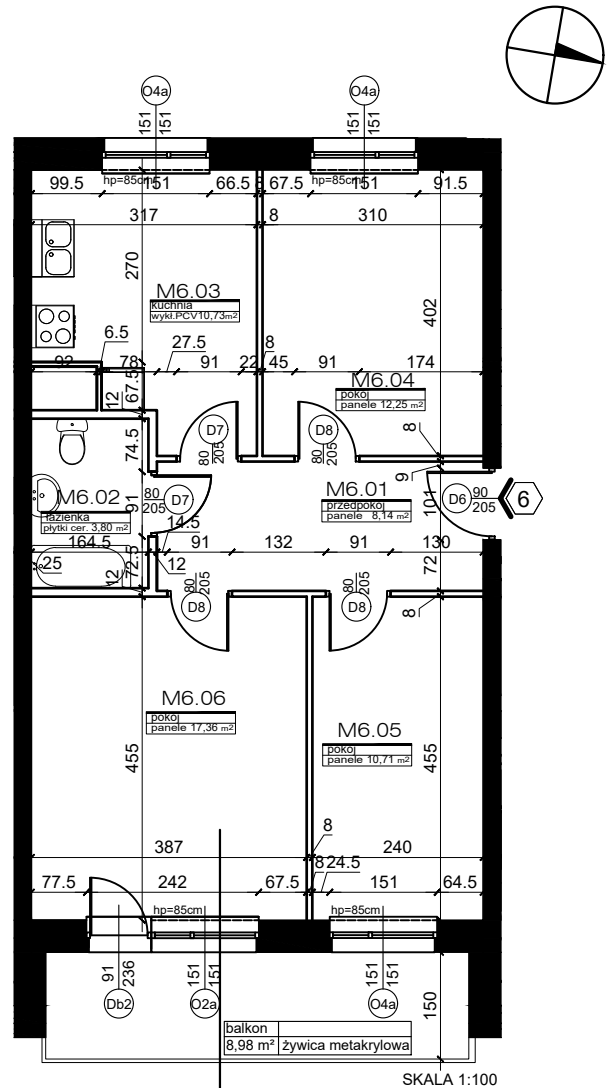 O4a
O4a
151
151
151
151
hp=85cm
hp=85cm
99.5
151
66.5
8
67.5
151
91.5
317
8
310
270
402
M6.03
kuchnia
wykł.PCV10,73m²
6.5
27.5
8
92
78
91
22
45
91
174
M6.04
pokój
panele 12,25 m²
67.5
12
74.5
D7
80
205
D8
80
205
8
9
M6.02
łazienka
płytki cer. 3,80 m²
91
80
205
D7
M6.01
przedpokój
panele 8,14 m²
101
D6
90
205
6
14.5
164.5
91
132
91
130
25
12
72.5
12
72
80
205
D8
80
205
D8
8
M6.06
pokój
panele 17,36 m²
M6.05
pokój
panele 10,71 m²
455
455
8
387
240
77.5
242
67.5
8
24.5
151
64.5
hp=85cm
hp=85cm
91
236
151
151
151
151
150
Db2
O2a
O4a
balkon
8,98 m² żywica metakrylowa
SKALA 1:100